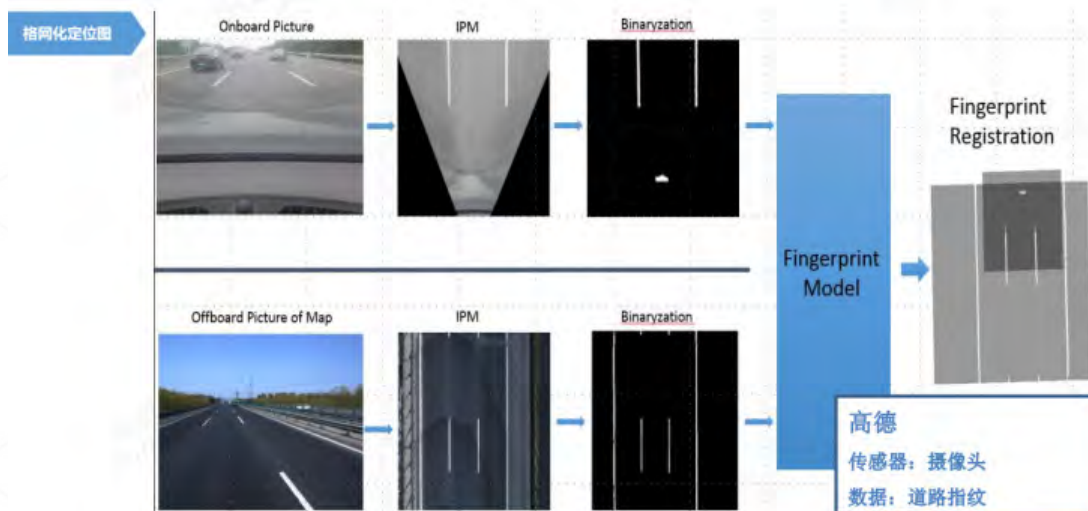 格网化定位图
Onboard Picture
IPM
Binaryzation
Fingerprint
Registration
Fingerprint
Model
Offboard Picture of Map
IPM
Binaryzation
高德
传感器：摄像头
数据：道路指纹